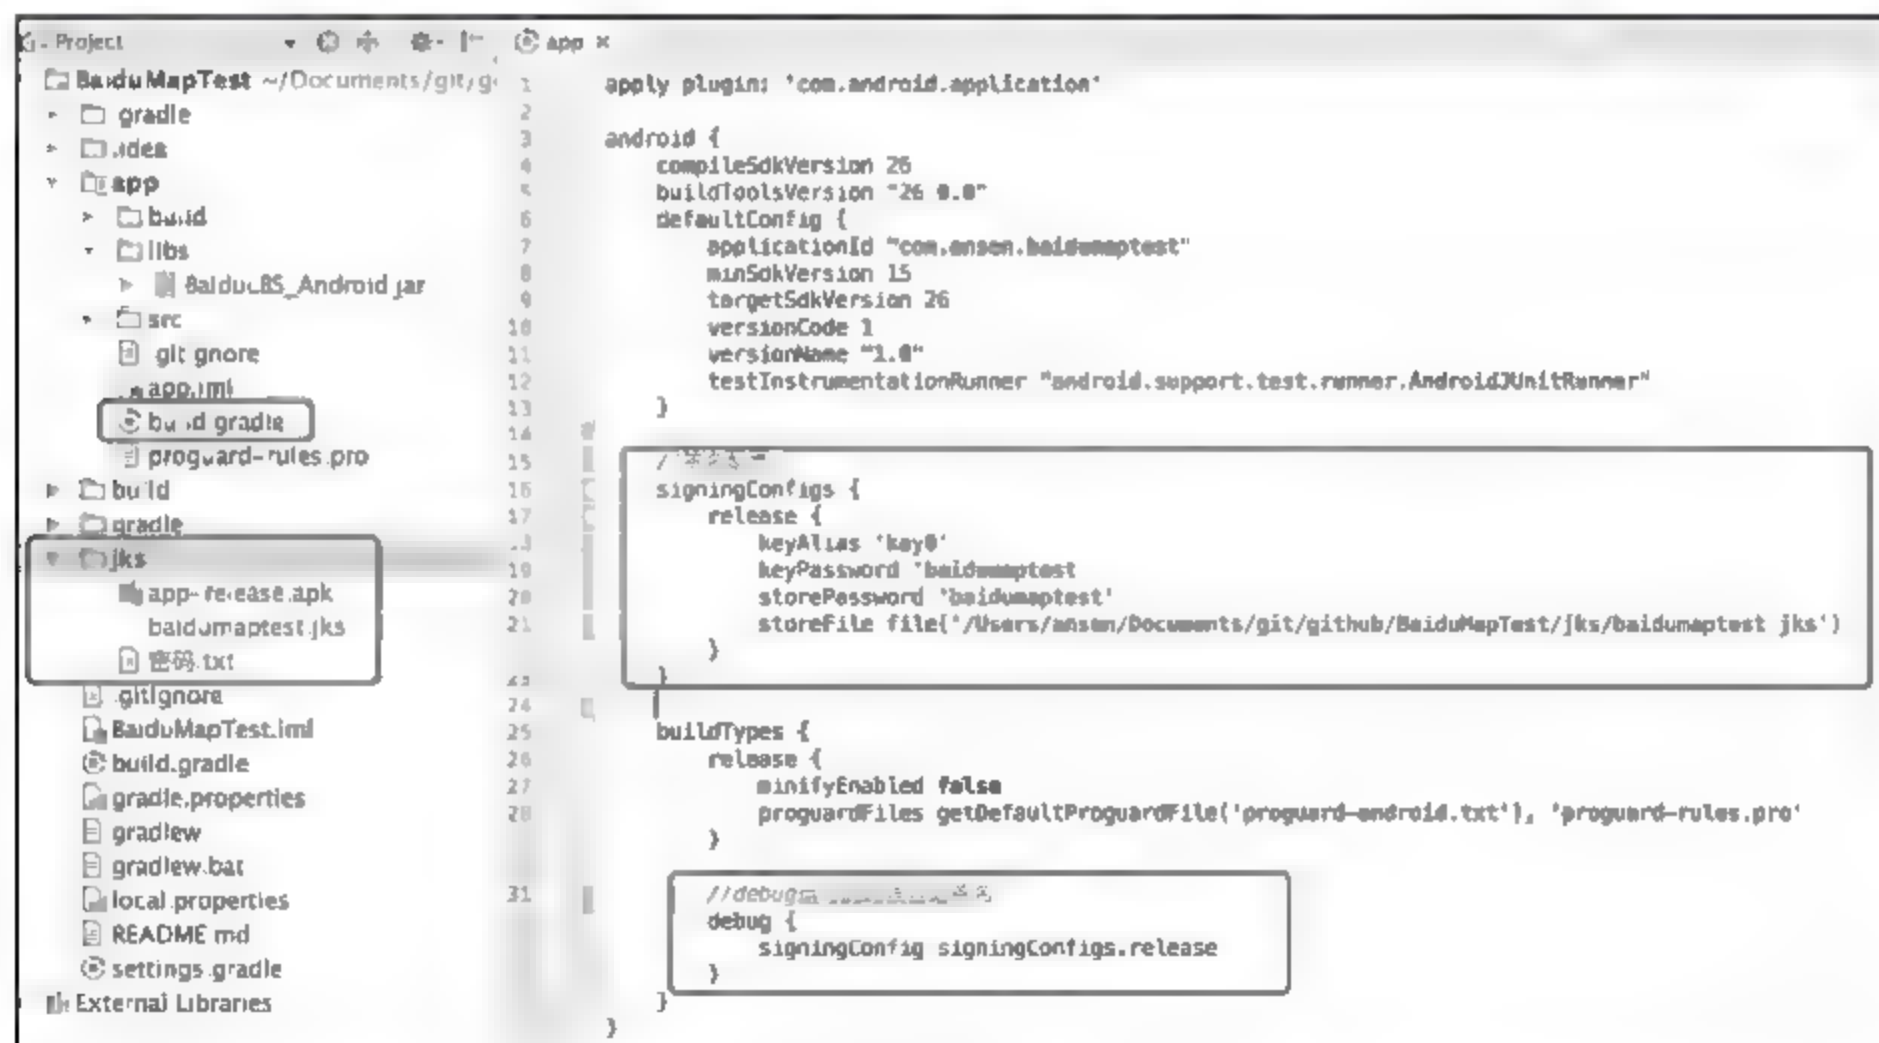 Project
BaiduMapTest ~/Documents/git/g
gradle
.idea
app
build
libs
BaiduLBS_Android.jar
src
.gitignore
app.iml
build.gradle
proguard-rules.pro
build
gradle
jks
app-release.apk
baidumaptest.jks
密码.txt
.gitignore
BaiduMapTest.iml
build.gradle
gradle.properties
gradlew
gradlew.bat
local.properties
README.md
settings.gradle
External Libraries
app
1 apply plugin: 'com.android.application'
2
3 android {
4 compileSdkVersion 26
5 buildToolsVersion "26.0.0"
6 defaultConfig {
7 applicationId "com.ansen.baidumaptest"
8 minSdkVersion 15
9 targetSdkVersion 26
10 versionCode 1
11 versionName "1.0"
12 testInstrumentationRunner "android.support.test.runner.AndroidJUnitRunner"
13 }
14
15
16 signingConfigs {
17 release {
18 keyAlias 'key0'
19 keyPassword 'baidumaptest
20 storePassword 'baidumaptest'
21 storeFile file('/Users/ansen/Documents/git/github/BaiduMapTest/jks/baidumaptest.jks')
}
23 }
24
25 buildTypes {
26 release {
27 minifyEnabled false
28 proguardFiles getDefaultProguardFile('proguard-android.txt'), 'proguard-rules.pro'
}
31 //debug
debug {
signingConfig signingConfigs.release
}
}
}